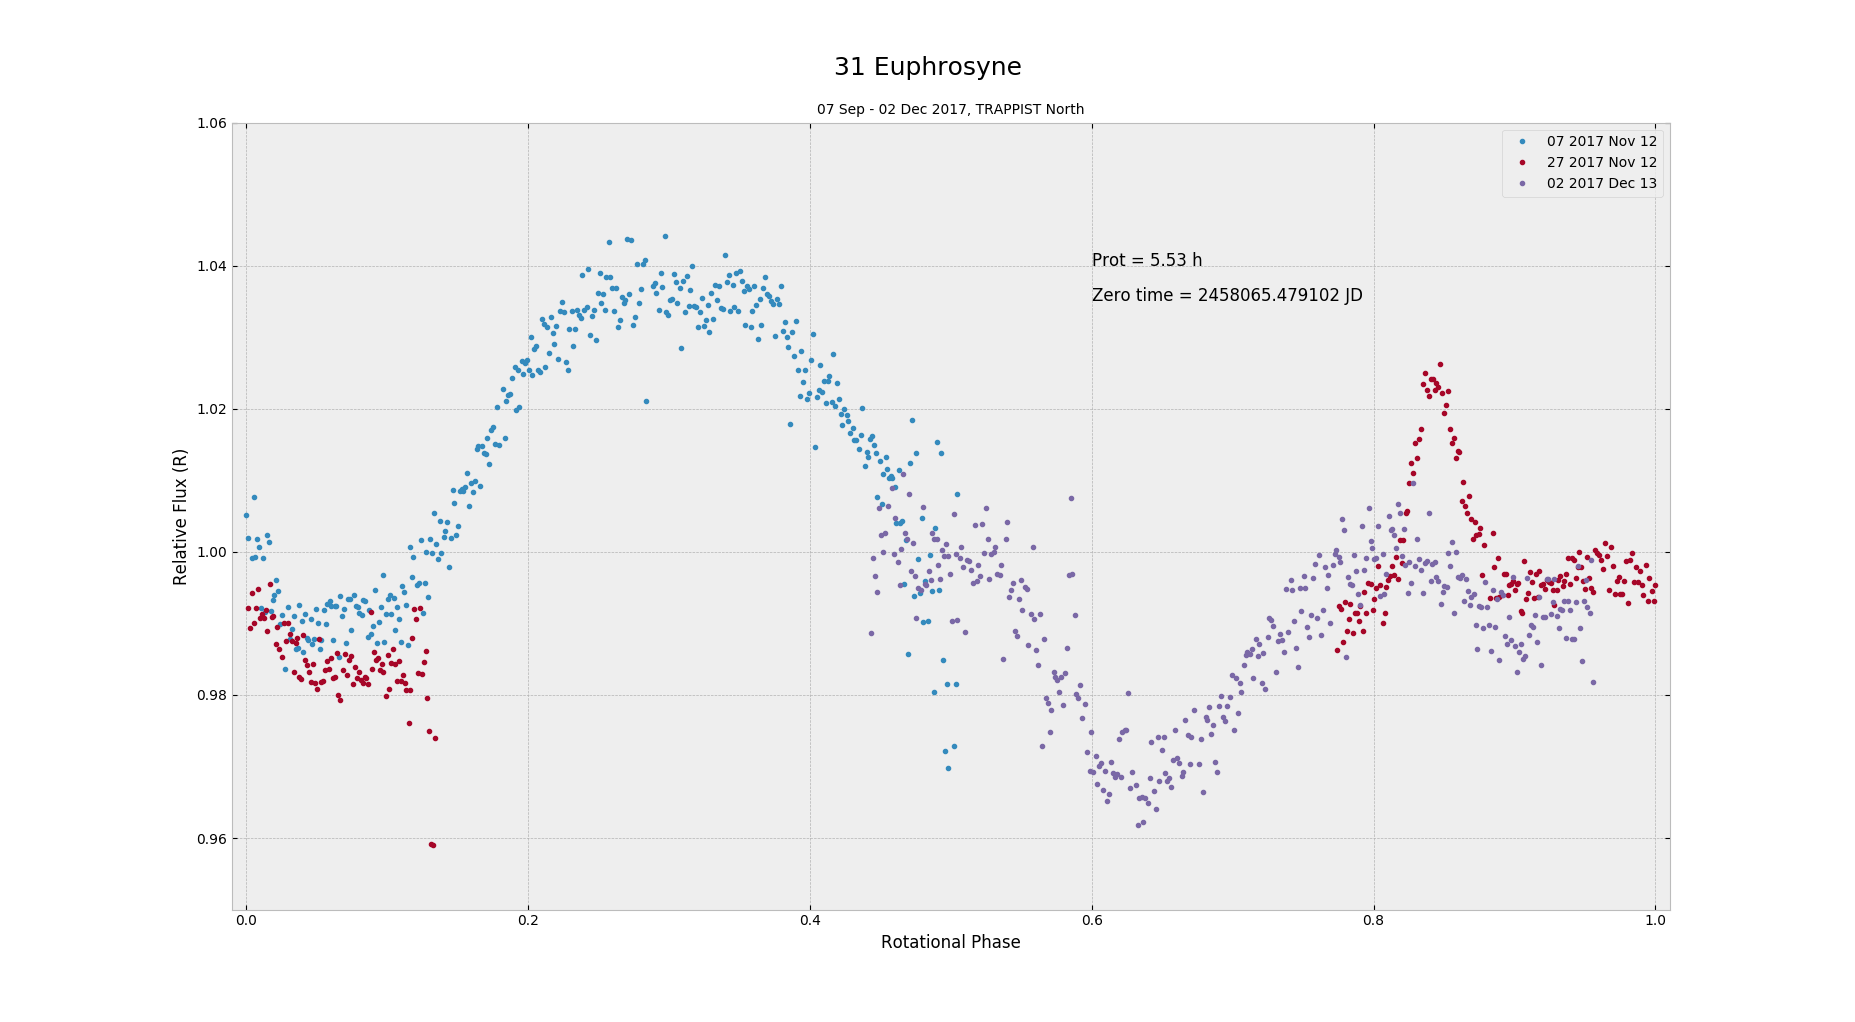 31 Euphrosyne
07 Sep - 02 Dec 2017, TRAPPIST North
1.06
1.04
1.02
1.00
0.98
0.96
Relative Flux (R)
07 2017 Nov 12
27 2017 Nov 12
02 2017 Dec 13
Prot = 5.53 h
Zero time = 2458065.479102 JD
0.0 0.2 0.4 0.6 0.8 1.0
Rotational Phase